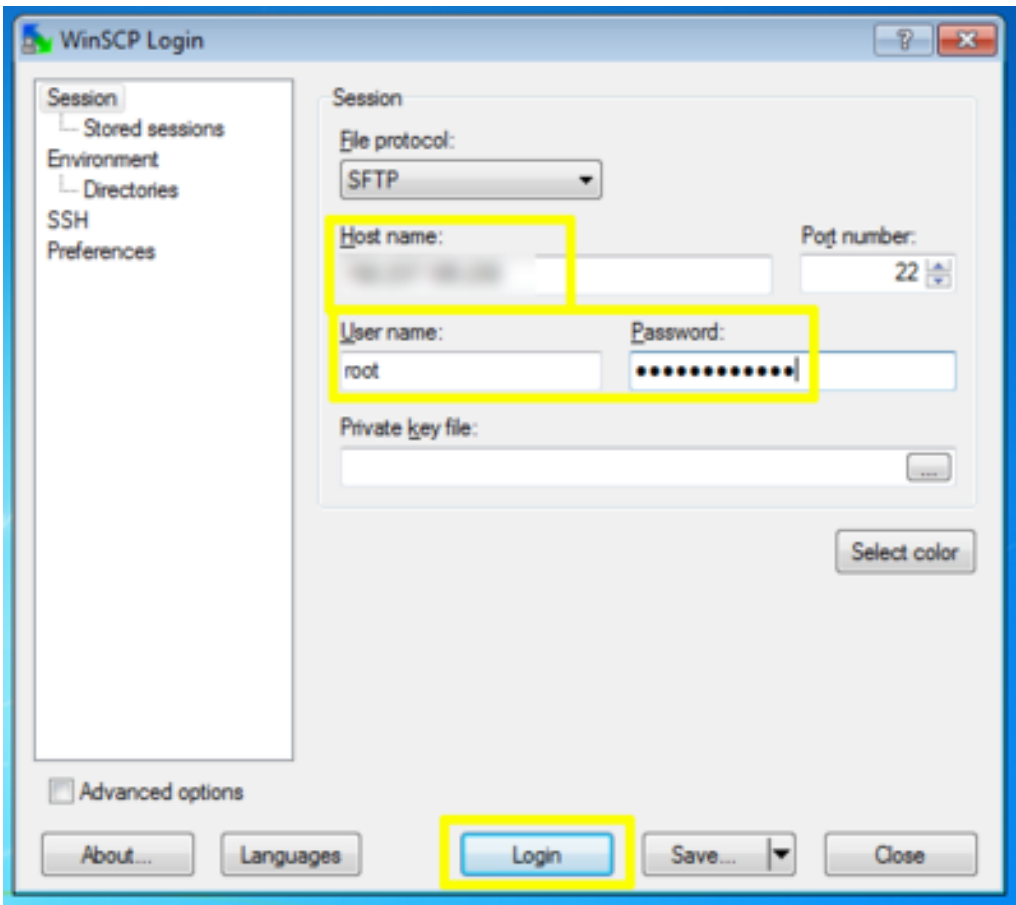 WinSCP Login
Session
Stored sessions
Environment
Directories
SSH
Preferences
Session
File protocol:
SFTP
Host name:
Port number:
22
User name:
Password:
root
••••••••••••
Private key file:
...
Select color
Advanced options
About...
Languages
Login
Save...
Close